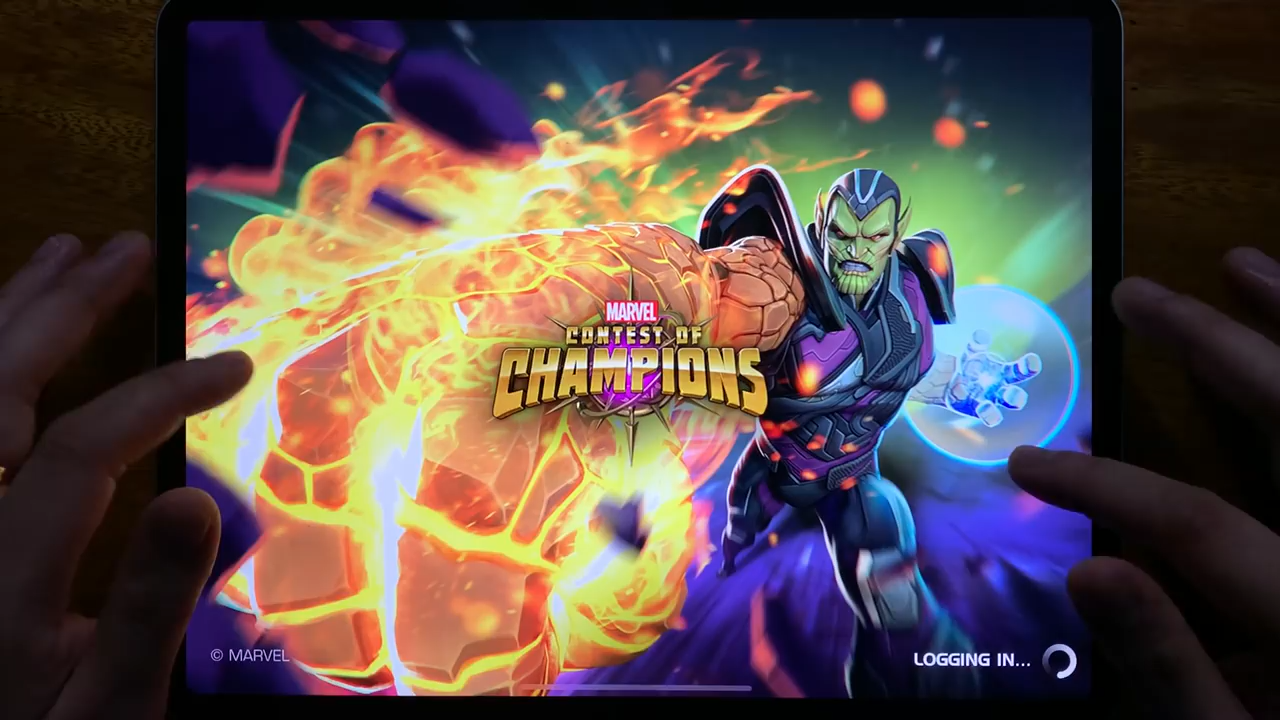 MARVEL
CONTEST OF
CHAMPIONS
© MARVEL
LOGGING IN...